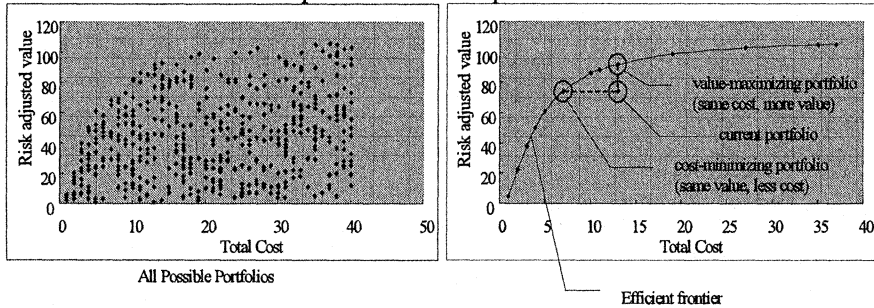 120
100
80
60
40
20
0
Risk adjusted value
0 10 20 30 40 50
Total Cost
All Possible Portfolios
120
100
80
60
40
20
0
Risk adjusted value
value-maximizing portfolio
(same cost, more value)
current portfolio
cost-minimizing portfolio
(same value, less cost)
0 5 10 15 20 25 30 35 40
Total Cost
Efficient frontier